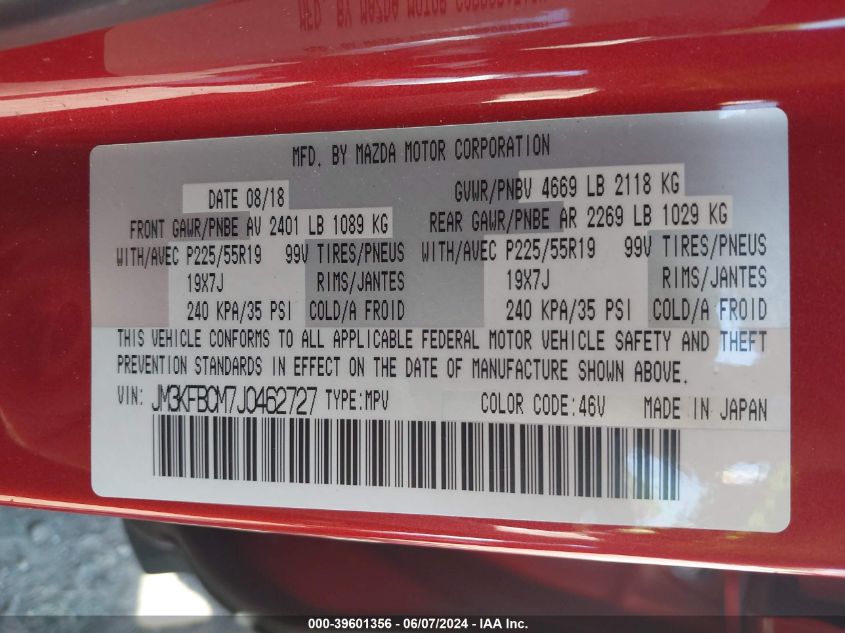 MFD. BY MAZDA MOTOR CORPORATION
DATE 08/18 GVWR/PNBV 4669 LB 2118 KG
FRONT GAWR/PNBE AV 2401 LB 1089 KG REAR GAWR/PNBE AR 2269 LB 1029 KG
WITH/AVEC P225/55R19 99V TIRES/PNEUS WITH/AVEC P225/55R19 99V TIRES/PNEUS
19X7J RIMS/JANTES 19X7J RIMS/JANTES
240 KPA/35 PSI COLD/A FROID 240 KPA/35 PSI COLD/A FROID
THIS VEHICLE CONFORMS TO ALL APPLICABLE FEDERAL MOTOR VEHICLE SAFETY AND THEFT
PREVENTION STANDARDS IN EFFECT ON THE DATE OF MANUFACTURE SHOWN ABOVE.
VIN: JM3KFBCM7J0462727 TYPE:MPV COLOR CODE:46V MADE IN JAPAN
000-39601356 - 06/07/2024 - IAA Inc.